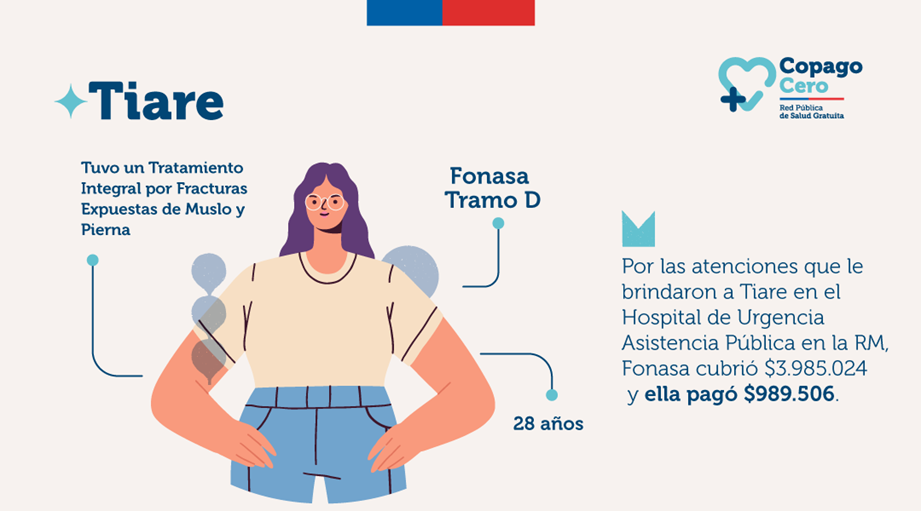 Tiare
Copago
Cero
Red Pública
de Salud Gratuita
Tuvo un Tratamiento
Integral por Fracturas
Expuestas de Muslo y
Pierna
Fonasa
Tramo D
28 años
Por las atenciones que le
brindaron a Tiare en el
Hospital de Urgencia
Asistencia Pública en la RM,
Fonasa cubrió $3.985.024
y ella pagó $989.506.